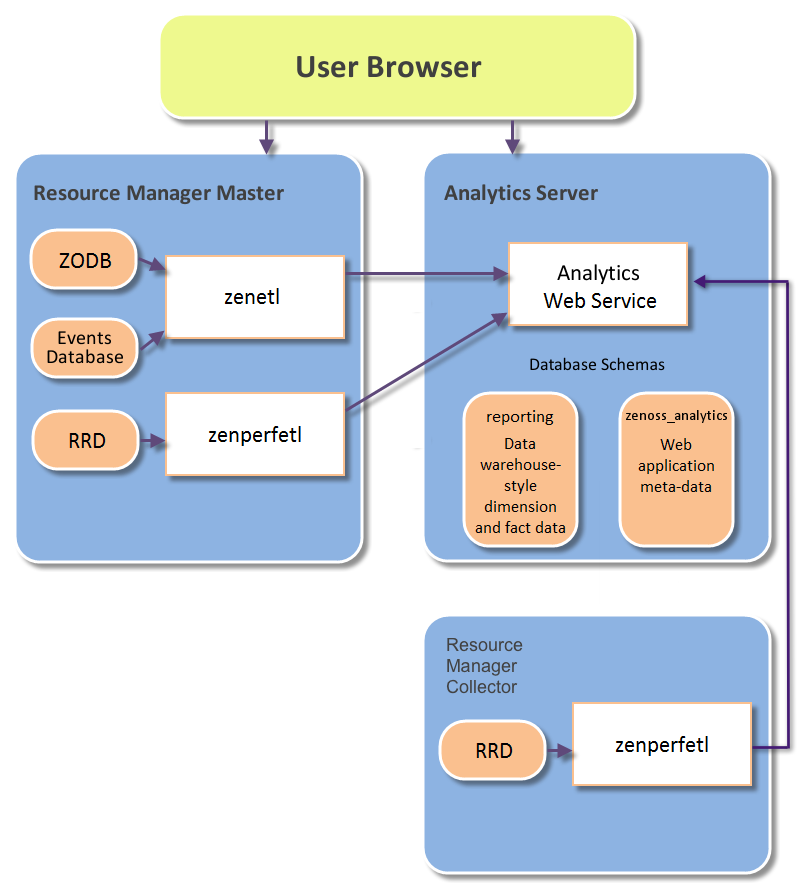 User Browser
Resource Manager Master
ZODB
zenetl
Events
Database
RRD
zenperfetl
Analytics Server
Analytics
Web Service
Database Schemas
reporting
Data
warehouse-
style
dimension
and fact data
zenoss_analytics
Web
application
meta-data
Resource
Manager
Collector
RRD
zenperfetl